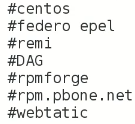 #centos
#federo epel
#remi
#DAG
#rpmforge
#rpm.pbone.net
#webtatic